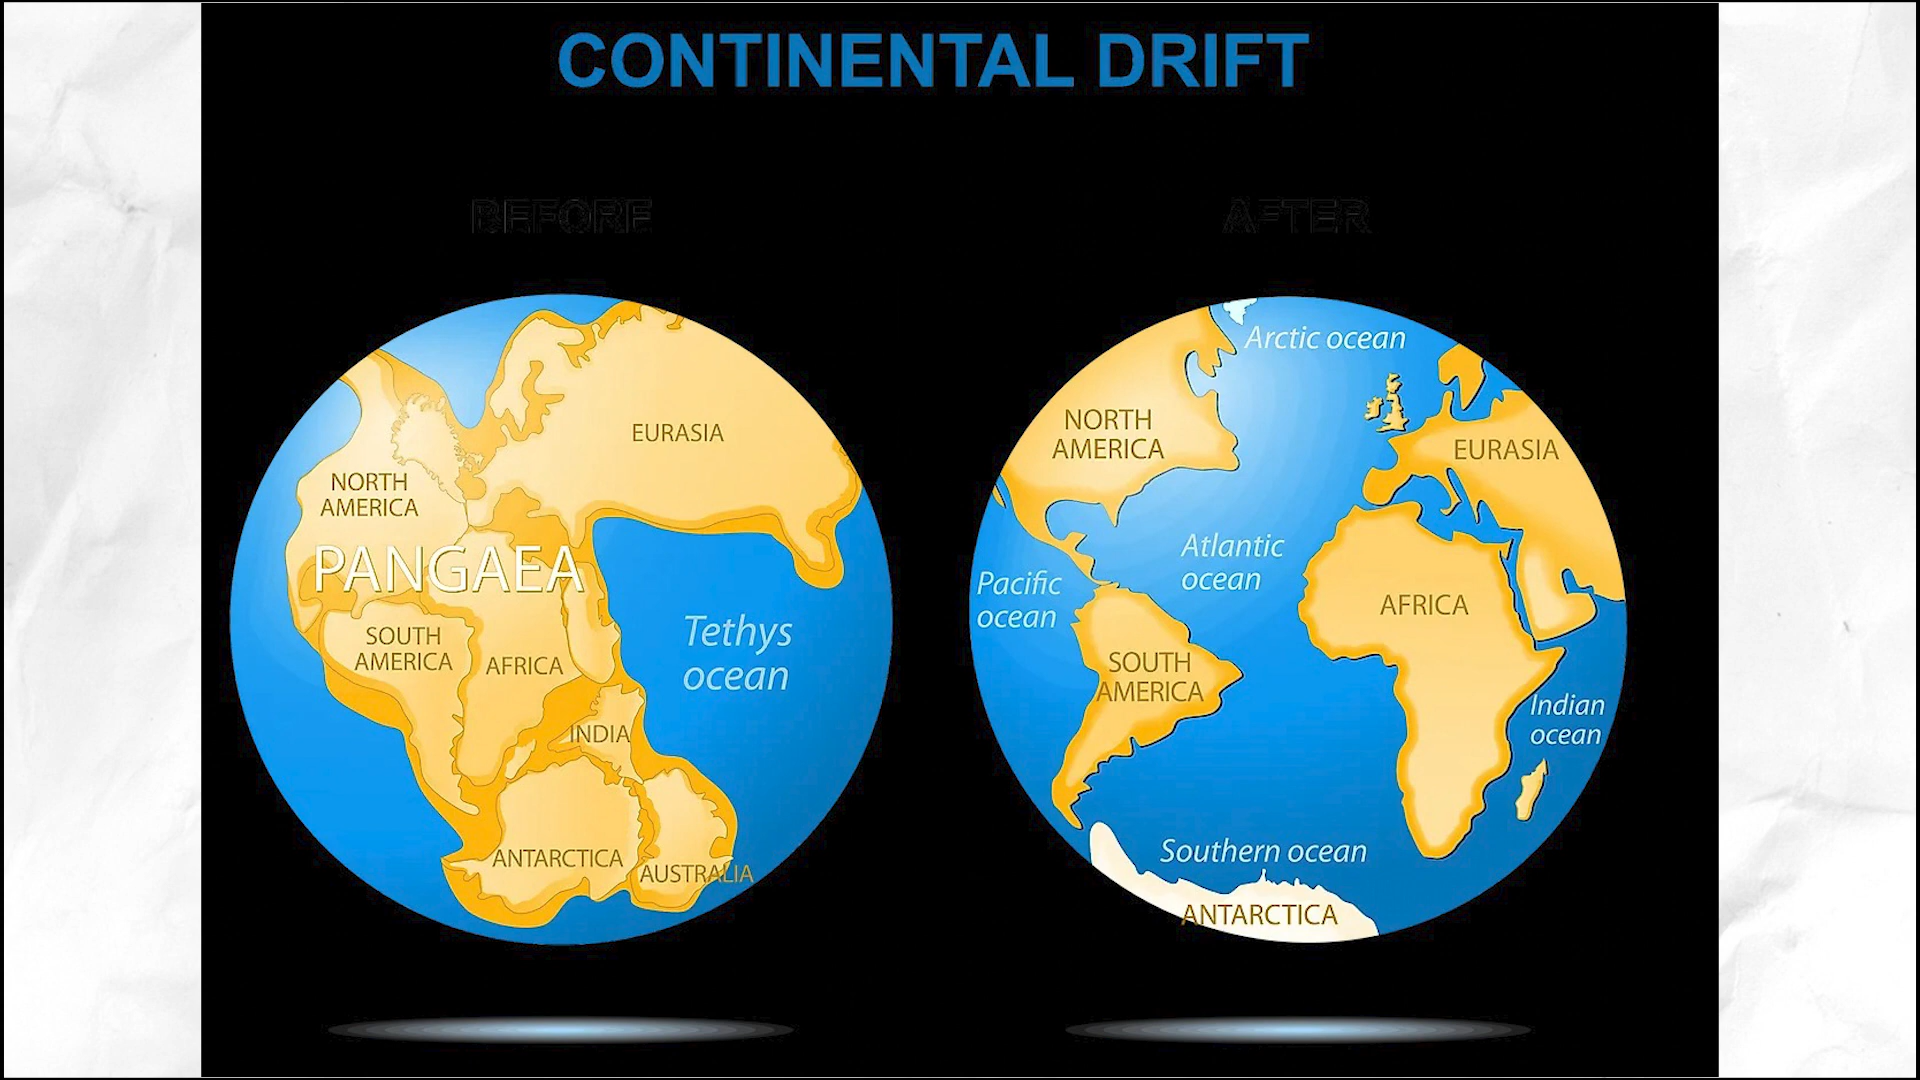 CONTINENTAL DRIFT
BEFORE
AFTER
EURASIA
NORTH
AMERICA
PANGAEA
SOUTH
AMERICA
AFRICA
Tethys
ocean
INDIA
ANTARCTICA
AUSTRALIA
Arctic ocean
NORTH
AMERICA
EURASIA
Atlantic
ocean
Pacific
ocean
AFRICA
SOUTH
AMERICA
Indian
ocean
Southern ocean
ANTARCTICA